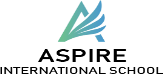 ASPIRE
INTERNATIONAL SCHOOL